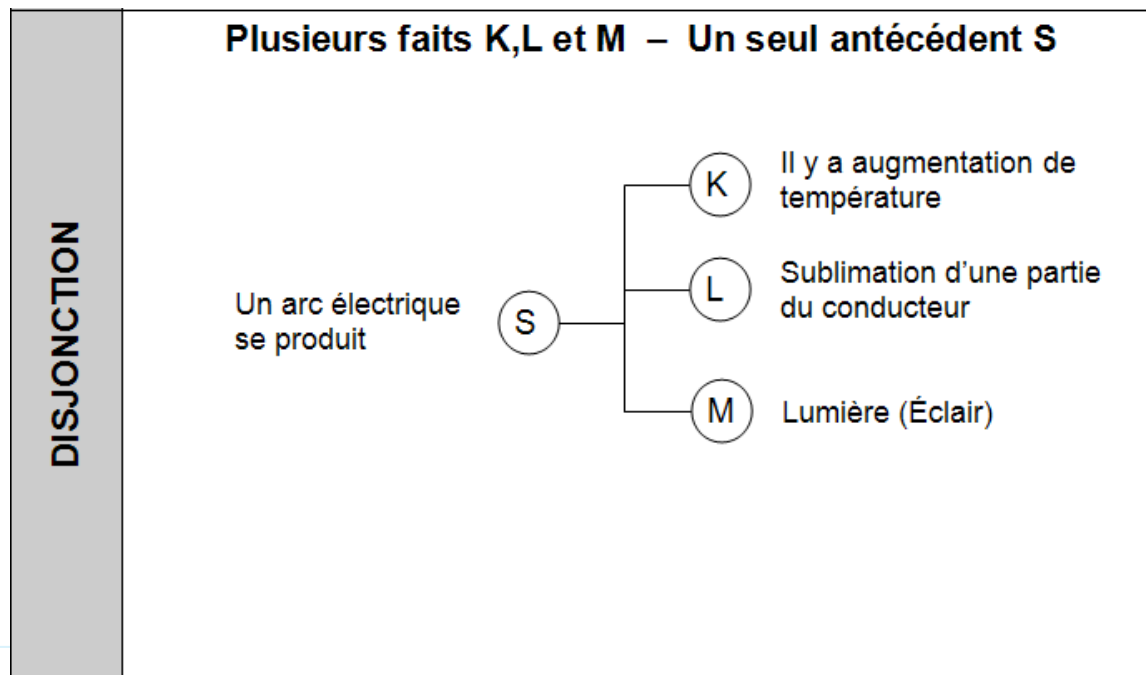 Plusieurs faits K,L et M – Un seul antécédent S
DISJONCTION
Un arc électrique
se produit
S
K
Il y a augmentation de
température
L
Sublimation d’une partie
du conducteur
M
Lumière (Éclair)